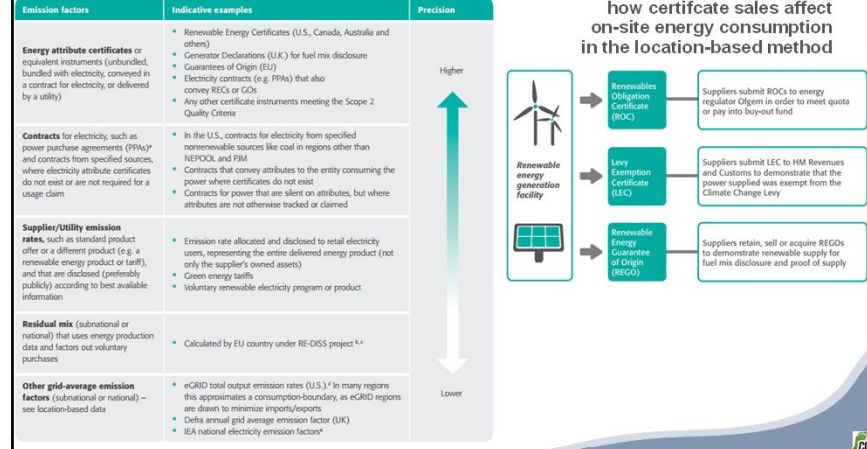 Emission factors
Indicative examples
Precision
Energy attribute certificates or
equivalent instruments (unbundled,
bundled with electricity, conveyed in
a contract for electricity, or delivered
by a utility)
• Renewable Energy Certificates (U.S., Canada, Australia and
others)
• Generator Declarations (U.K.) for fuel mix disclosure
• Guarantees of Origin (EU)
• Electricity contracts (e.g. PPAs) that also
convey RECs or GOs
• Any other certificate instruments meeting the Scope 2
Quality Criteria
Higher
Contracts for electricity, such as
power purchase agreements (PPAs)ᵃ
and contracts from specified sources,
where electricity attribute certificates
do not exist or are not required for a
usage claim
• In the U.S., contracts for electricity from specified
nonrenewable sources like coal in regions other than
NEPOOL and PJM
• Contracts that convey attributes to the entity consuming the
power where certificates do not exist
• Contracts for power that are silent on attributes, but where
attributes are not otherwise tracked or claimed
Supplier/Utility emission
rates, such as standard product
offer or a different product (e.g. a
renewable energy product or tariff),
and that are disclosed (preferably
publicly) according to best available
information
• Emission rate allocated and disclosed to retail electricity
users, representing the entire delivered energy product (not
only the supplier's owned assets)
• Green energy tariffs
• Voluntary renewable electricity program or product
Residual mix (subnational or
national) that uses energy production
data and factors out voluntary
purchases
• Calculated by EU country under RE-DISS project ᵇ,ᶜ
Other grid-average emission
factors (subnational or national) –
see location-based data
• eGRID total output emission rates (U.S.).ᵈ In many regions
this approximates a consumption-boundary, as eGRID regions
are drawn to minimize imports/exports
• Defra annual grid average emission factor (UK)
• IEA national electricity emission factorsᵉ
Lower
how certifcate sales affect
on-site energy consumption
in the location-based method
Renewable
energy
generation
facility
Renewables
Obligation
Certificate
(ROC)
Suppliers submit ROCs to energy
regulator Ofgem in order to meet quota
or pay into buy-out fund
Levy
Exemption
Certificate
(LEC)
Suppliers submit LEC to HM Revenues
and Customs to demonstrate that the
power supplied was exempt from the
Climate Change Levy
Renewable
Energy
Guarantee
of Origin
(REGO)
Suppliers retain, sell or acquire REGOs
to demonstrate renewable supply for
fuel mix disclosure and proof of supply